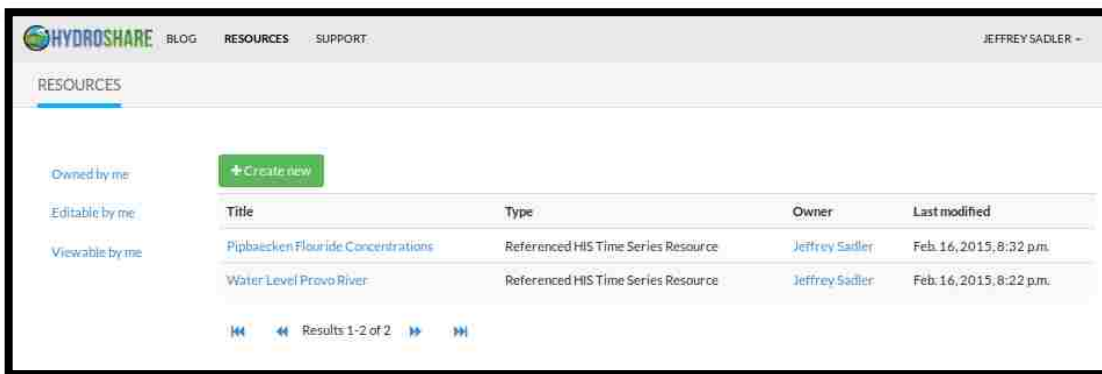 HYDROSHARE BLOG RESOURCES SUPPORT JEFFREY SADLER
RESOURCES
Owned by me
Editable by me
Viewable by me
+ Create new
Title Type Owner Last modified
Pipbaecken Flouride Concentrations Referenced HIS Time Series Resource Jeffrey Sadler Feb. 16, 2015, 8:32 p.m.
Water Level Provo River Referenced HIS Time Series Resource Jeffrey Sadler Feb. 16, 2015, 8:22 p.m.
Results 1-2 of 2